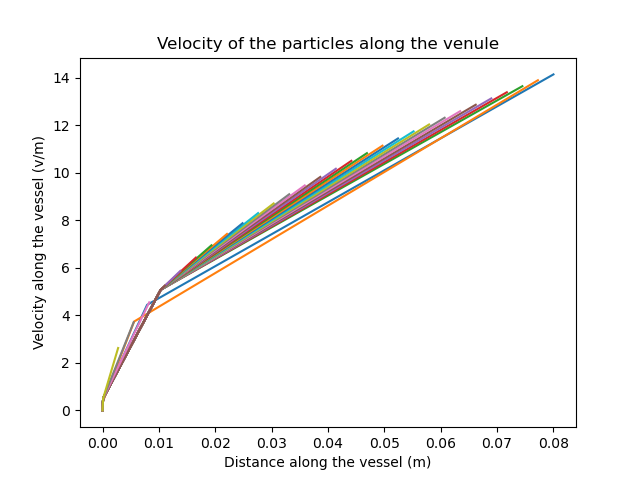 Velocity of the particles along the venule
14
12
10
8
6
4
2
0
Velocity along the vessel (v/m)
0.00 0.01 0.02 0.03 0.04 0.05 0.06 0.07 0.08
Distance along the vessel (m)